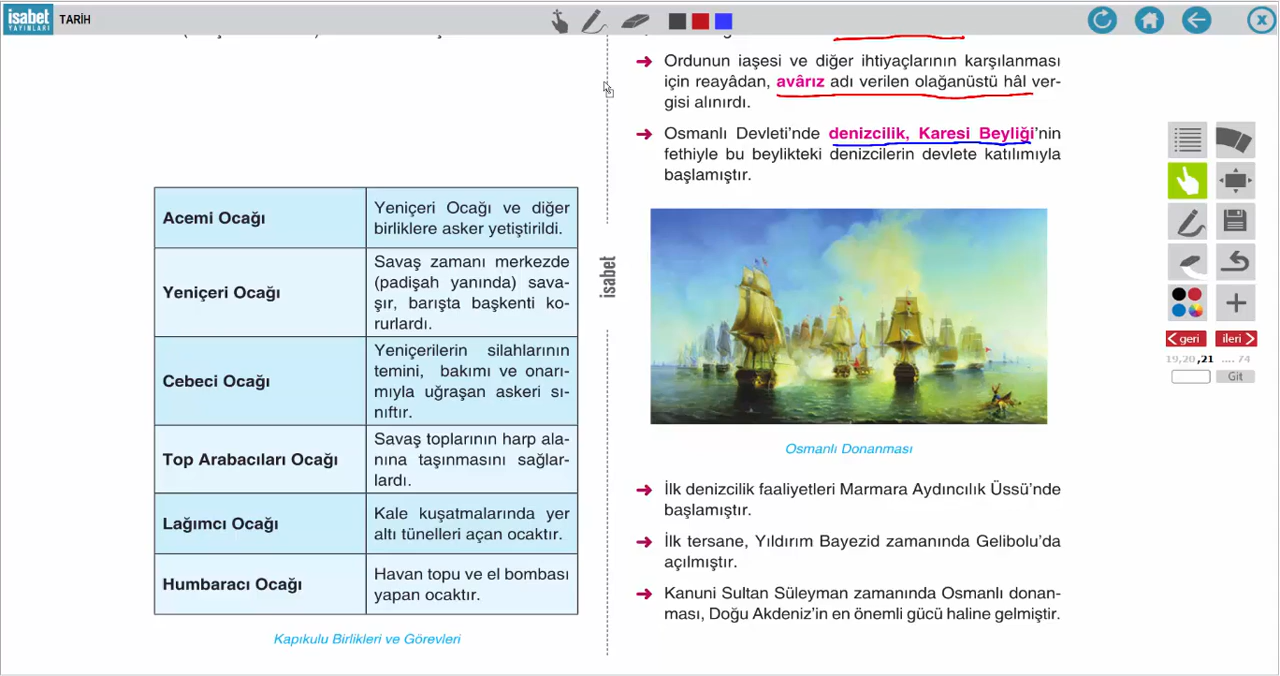 isabet
YAYINLARI
TARİH
Acemi Ocağı
Yeniçeri Ocağı ve diğer
birliklere asker yetiştirildi.
Yeniçeri Ocağı
Savaş zamanı merkezde
(padişah yanında) sava-
şır, barışta başkenti ko-
rurlardı.
Cebeci Ocağı
Yeniçerilerin silahlarının
temini, bakımı ve onarı-
mıyla uğraşan askeri sı-
nıftır.
Top Arabacıları Ocağı
Savaş toplarının harp ala-
nına taşınmasını sağlar-
lardı.
Lağımcı Ocağı
Kale kuşatmalarında yer
altı tünelleri açan ocaktır.
Humbaracı Ocağı
Havan topu ve el bombası
yapan ocaktır.
Kapıkulu Birlikleri ve Görevleri
isabet
Ordunun iaşesi ve diğer ihtiyaçlarının karşılanması
için reayâdan, avârız adı verilen olağanüstü hâl ver-
gisi alınırdı.
Osmanlı Devleti’nde denizcilik, Karesi Beyliği’nin
fethiyle bu beylikteki denizcilerin devlete katılımıyla
başlamıştır.
Osmanlı Donanması
İlk denizcilik faaliyetleri Marmara Aydıncılık Üssü’nde
başlamıştır.
İlk tersane, Yıldırım Bayezid zamanında Gelibolu’da
açılmıştır.
Kanuni Sultan Süleyman zamanında Osmanlı donan-
ması, Doğu Akdeniz’in en önemli gücü haline gelmiştir.
geri
ileri
19,20,21 .... 74
Git